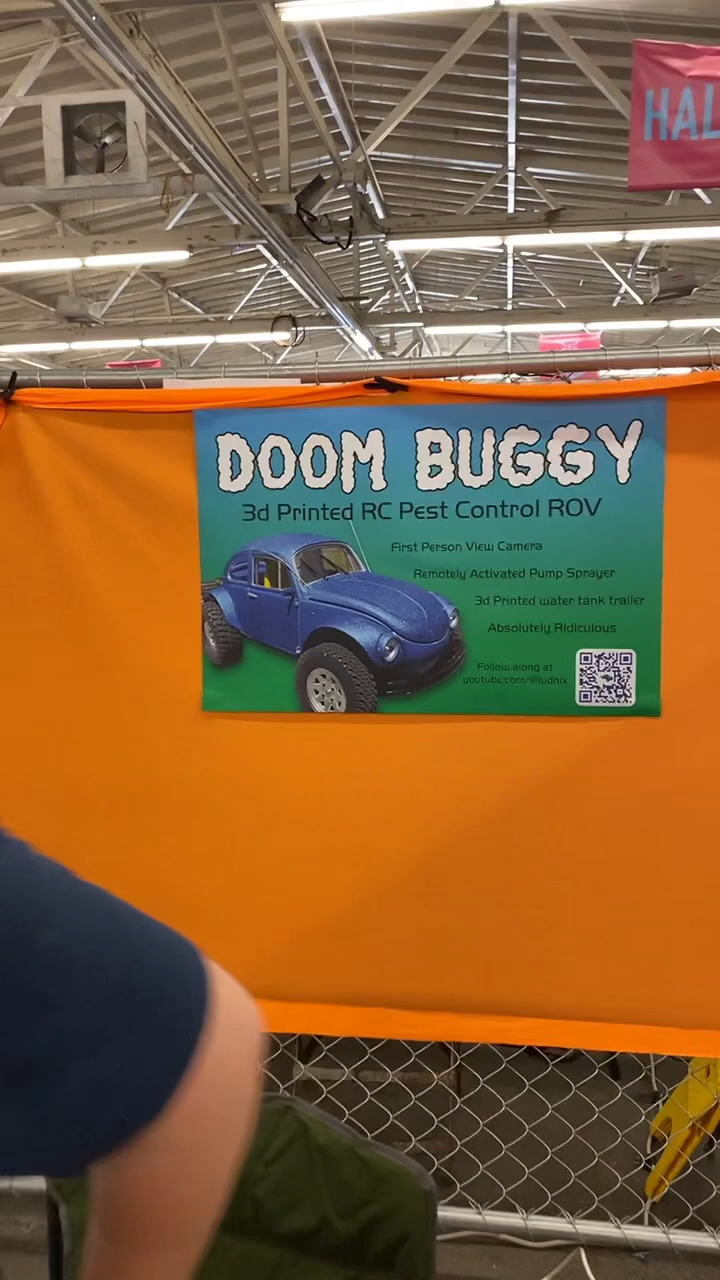 HAL
DOOM BUGGY
3d Printed RC Pest Control ROV
First Person View Camera
Remotely Activated Pump Sprayer
3d Printed water tank trailer
Absolutely Ridiculous
Follow along at
youtube.com/@ludnix